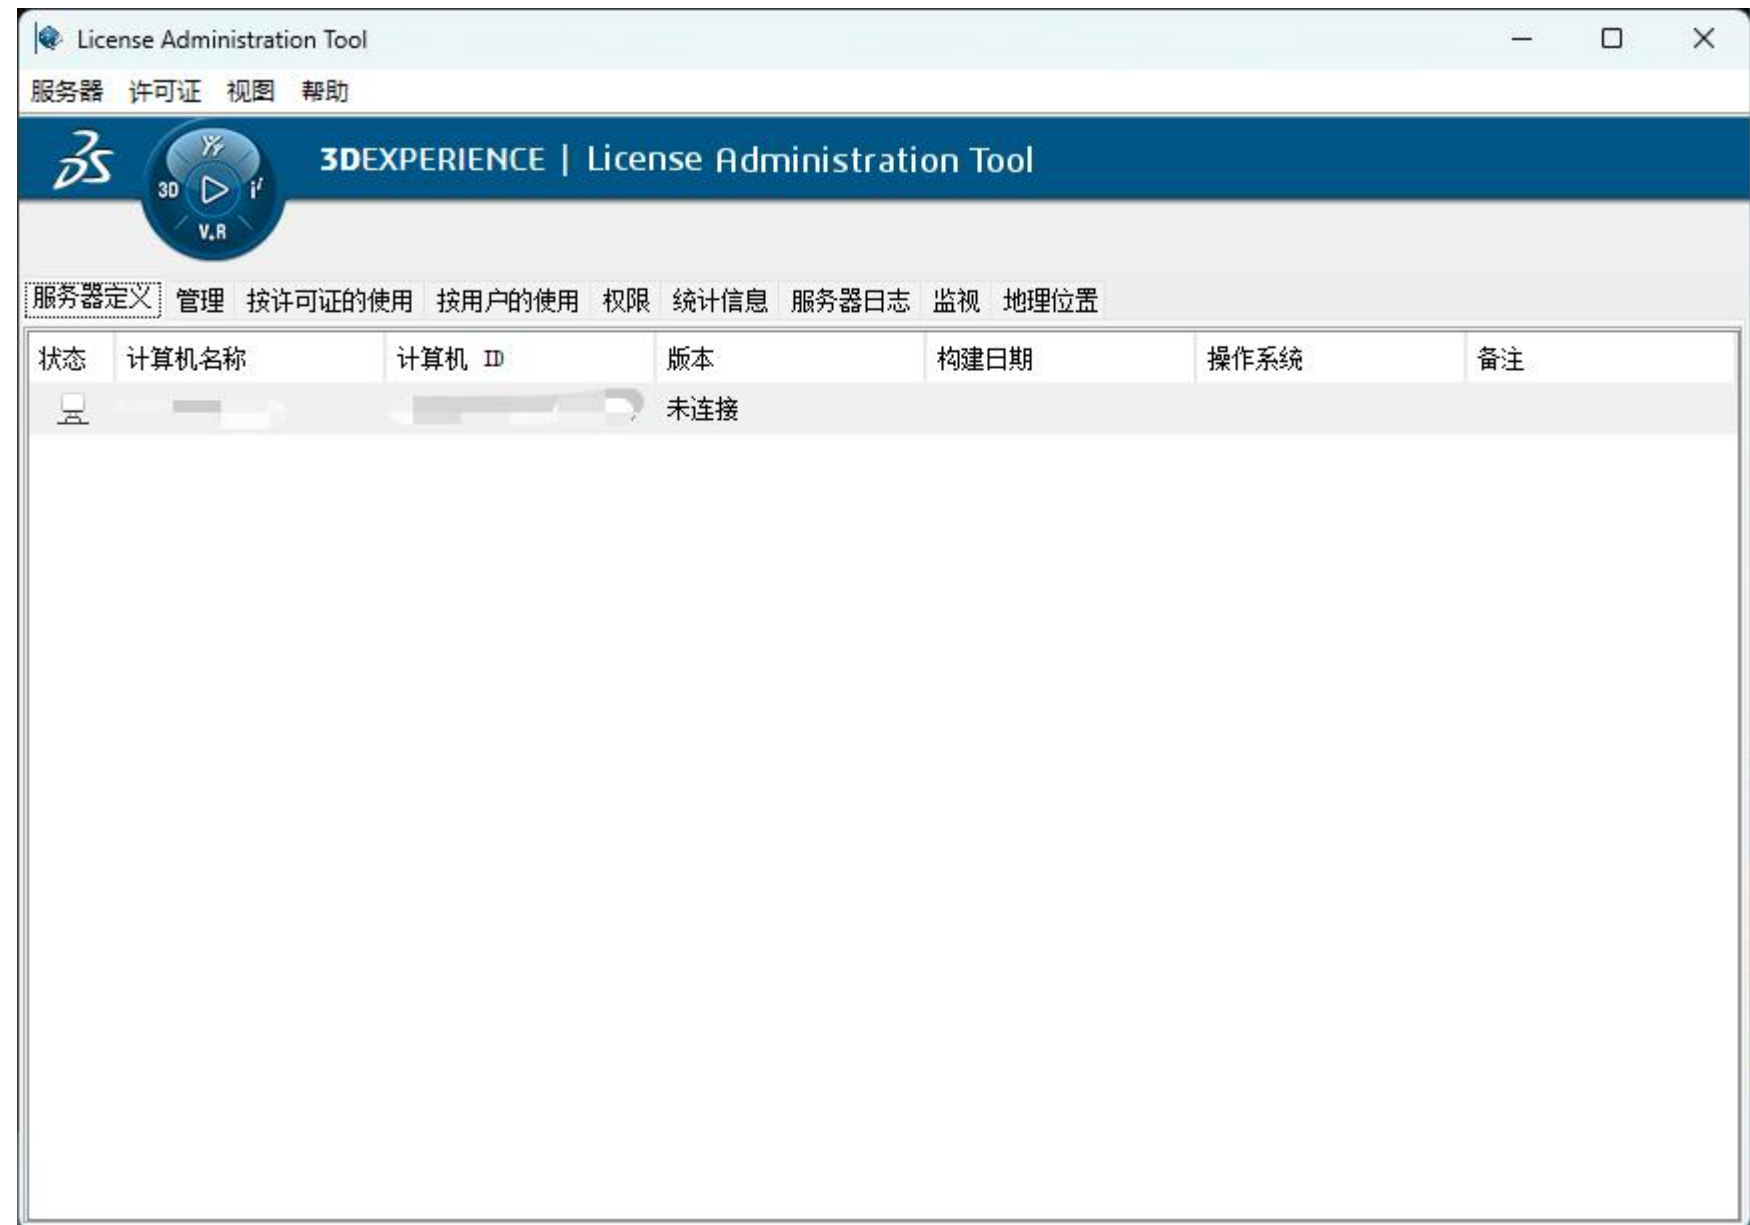 License Administration Tool
服务器 许可证 视图 帮助
3DS 3D i² V.R 3DEXPERIENCE | License Administration Tool
服务器定义 管理 按许可证的使用 按用户的使用 权限 统计信息 服务器日志 监视 地理位置
状态 计算机名称 计算机 ID 版本 构建日期 操作系统 备注
未连接